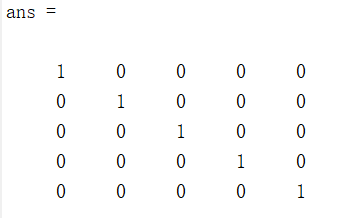 ans =
1 0 0 0 0
0 1 0 0 0
0 0 1 0 0
0 0 0 1 0
0 0 0 0 1